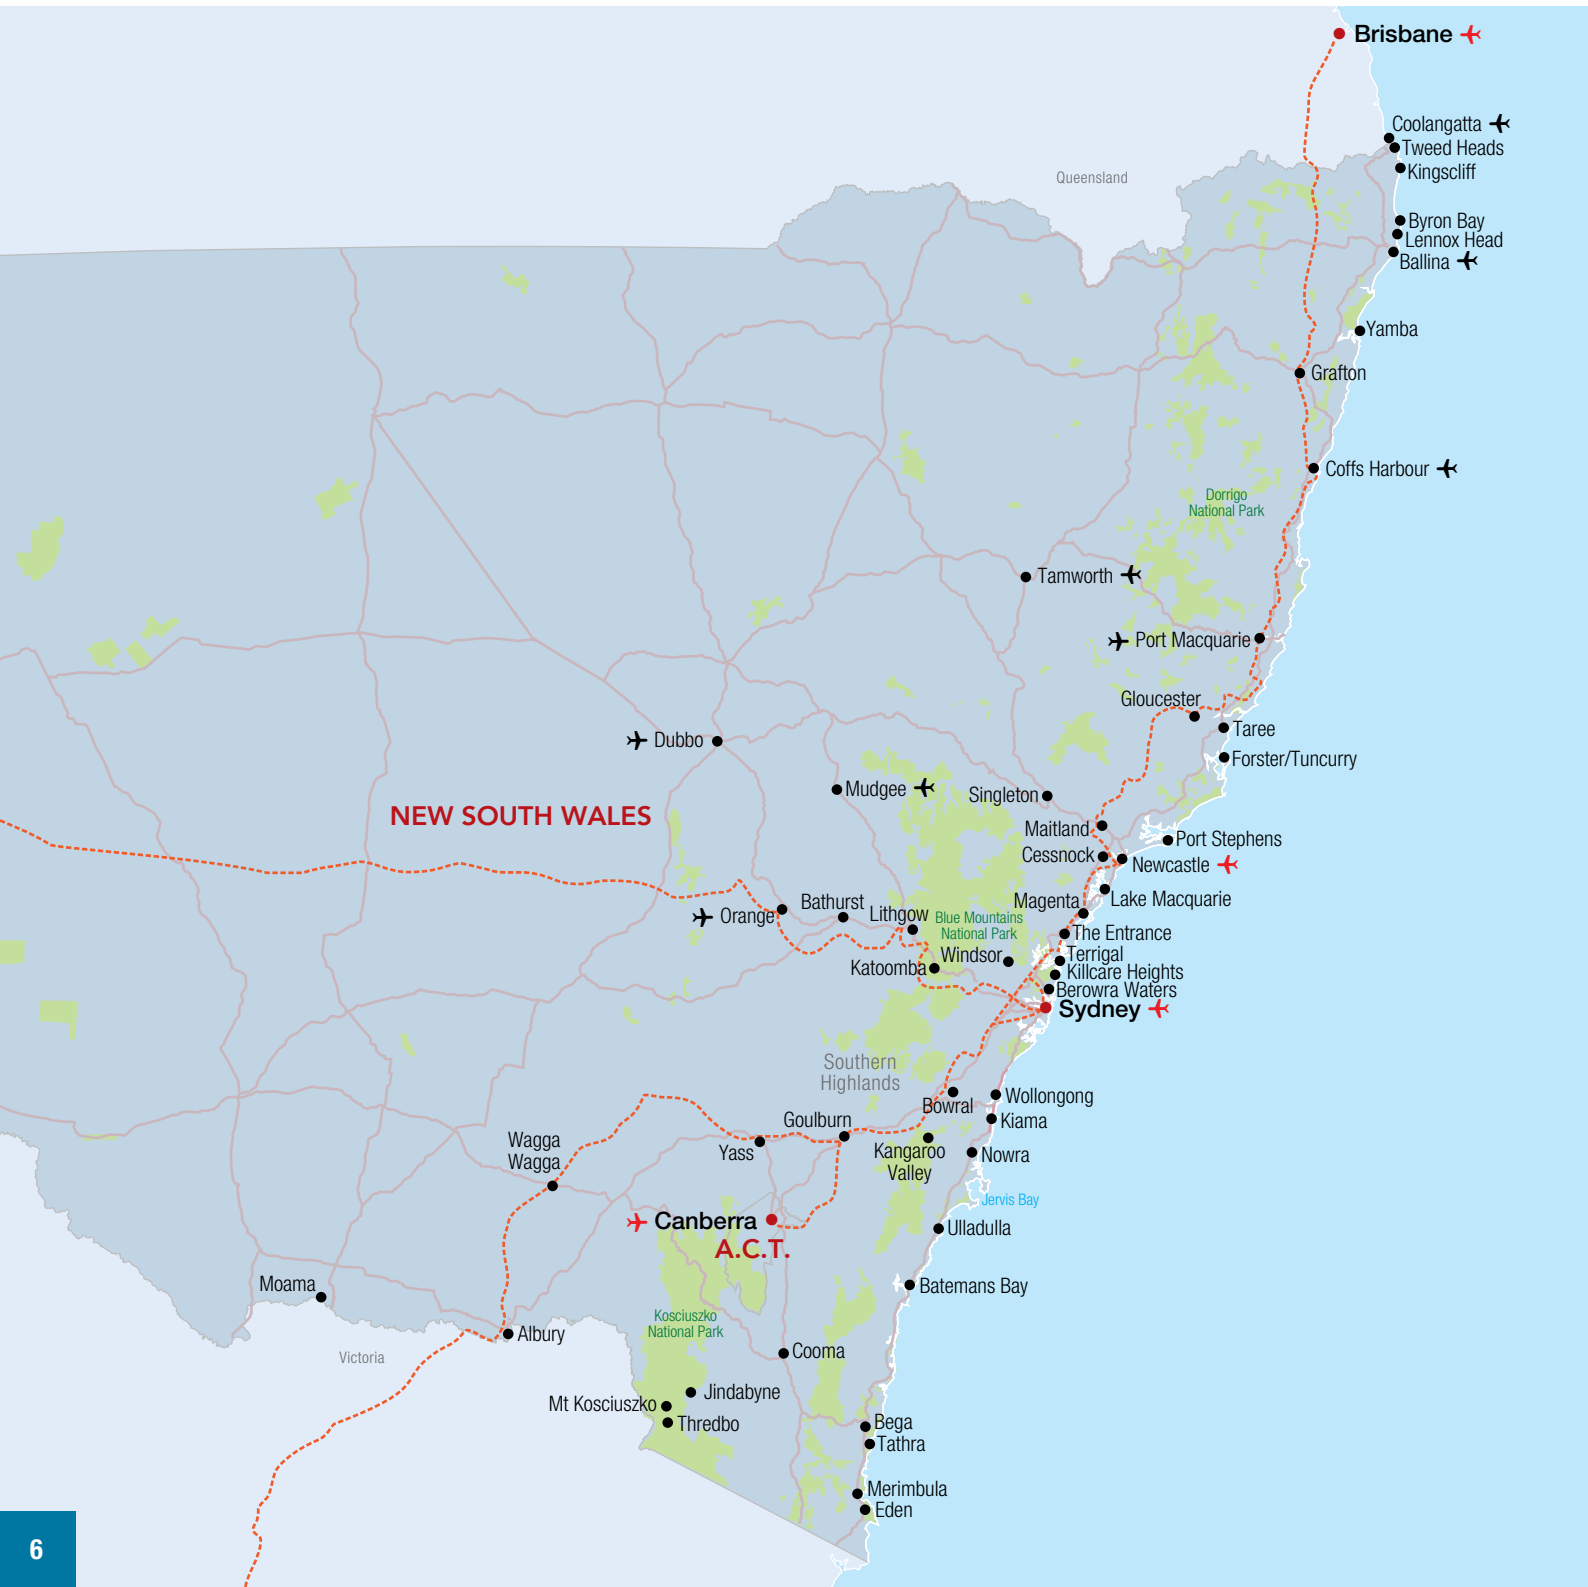 Brisbane
Coolangatta
Tweed Heads
Kingscliff
Queensland
Byron Bay
Lennox Head
Ballina
Yamba
Grafton
Coffs Harbour
Dorrigo
National Park
Tamworth
Port Macquarie
Gloucester
Taree
Dubbo
Forster/Tuncurry
Mudgee
Singleton
NEW SOUTH WALES
Maitland
Port Stephens
Cessnock
Newcastle
Lake Macquarie
Magenta
Bathurst
Orange
Lithgow
Blue Mountains
National Park
The Entrance
Windsor
Terrigal
Katoomba
Killcare Heights
Berowra Waters
Sydney
Southern
Highlands
Wollongong
Bowral
Kiama
Goulburn
Wagga
Wagga
Yass
Kangaroo
Valley
Nowra
Jervis Bay
Canberra
A.C.T.
Ulladulla
Moama
Batemans Bay
Kosciuszko
National Park
Albury
Victoria
Cooma
Jindabyne
Mt Kosciuszko
Thredbo
Bega
Tathra
Merimbula
Eden
6